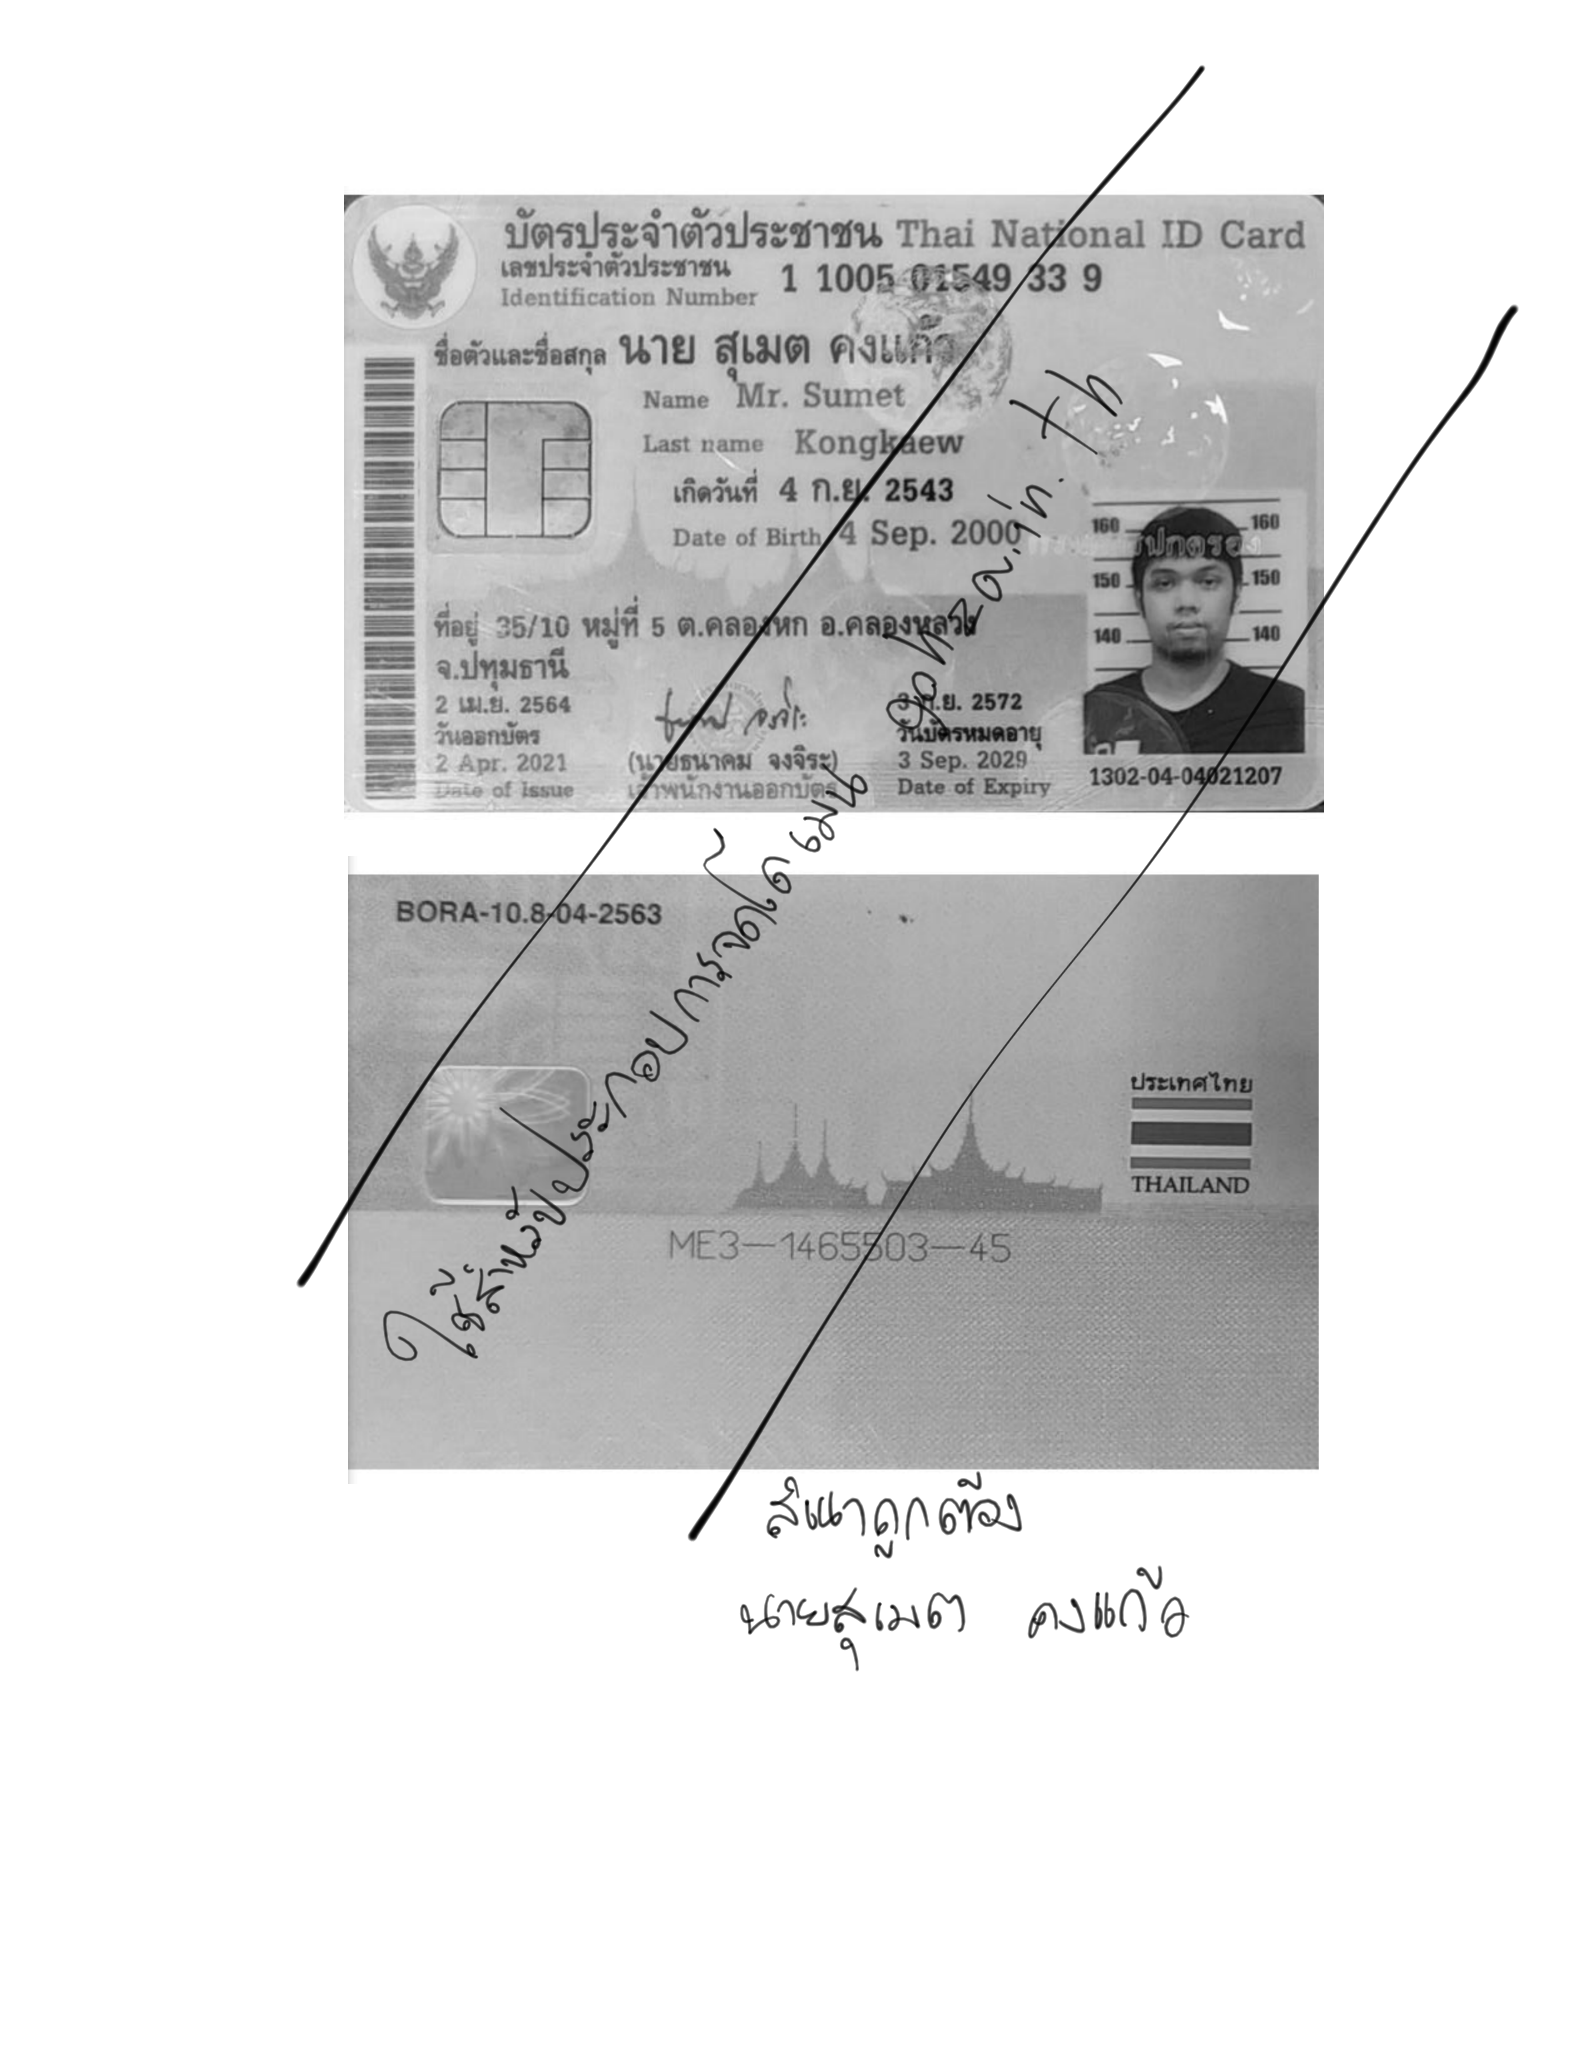 บัตรประจำตัวประชาชน Thai National ID Card
เลขประจำตัวประชาชน
Identification Number 1 1005 01549 33 9
ชื่อตัวและชื่อสกุล นาย สุเมต คงแก้ว
Name Mr. Sumet
Last name Kongkaew
เกิดวันที่ 4 ก.ย. 2543
Date of Birth 4 Sep. 2000
160 160
150 150
140 140
ที่อยู่ 35/10 หมู่ที่ 5 ต.คลองหก อ.คลองหลวง
จ.ปทุมธานี
2 เม.ย. 2564
วันออกบัตร
2 Apr. 2021
Date of Issue
(นายธนาคม จงจิระ)
เจ้าพนักงานออกบัตร
3 ก.ย. 2572
วันบัตรหมดอายุ
3 Sep. 2029
Date of Expiry
1302-04-04021207
ใช้สำหรับประกอบการจดโดเมน
BORA-10.8-04-2563
ประเทศไทย
THAILAND
ME3-1465503-45
สำเนาถูกต้อง
นายสุเมต คงแก้ว